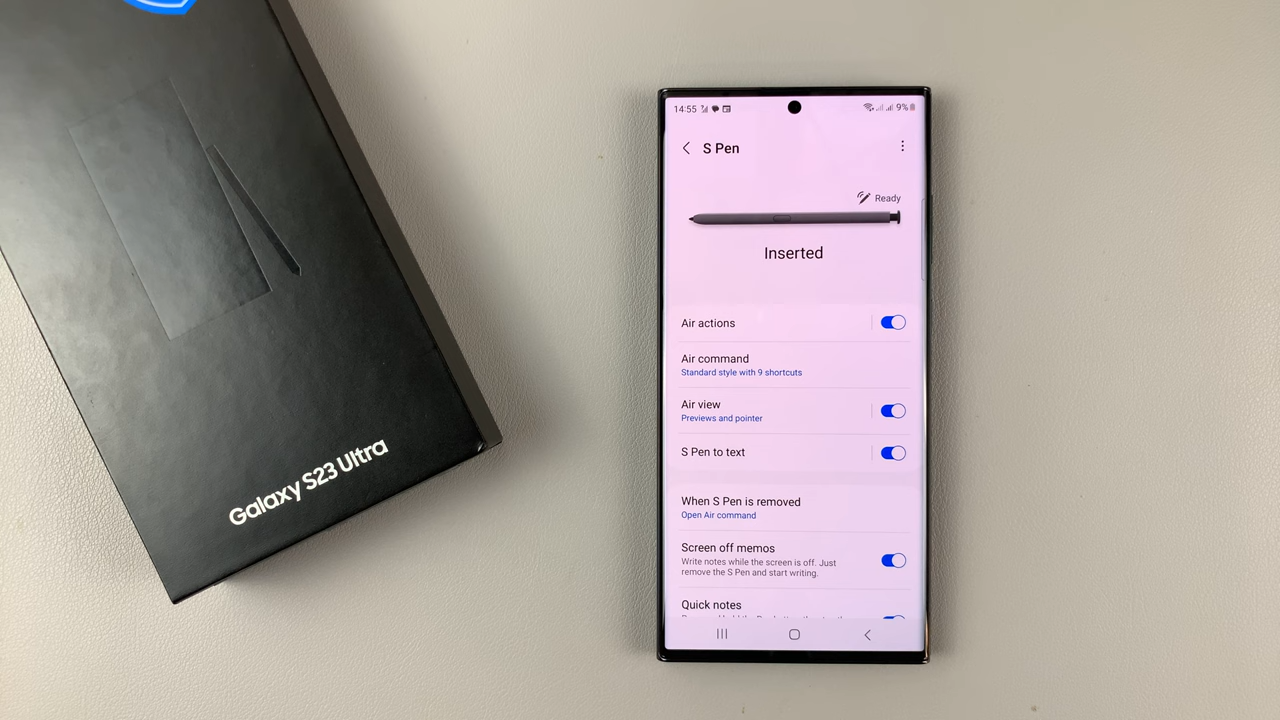 Galaxy S23 Ultra
14:55
9%
S Pen
Ready
Inserted
Air actions
Air command
Standard style with 9 shortcuts
Air view
Previews and pointer
S Pen to text
When S Pen is removed
Open Air command
Screen off memos
Write notes while the screen is off. Just
remove the S Pen and start writing.
Quick notes